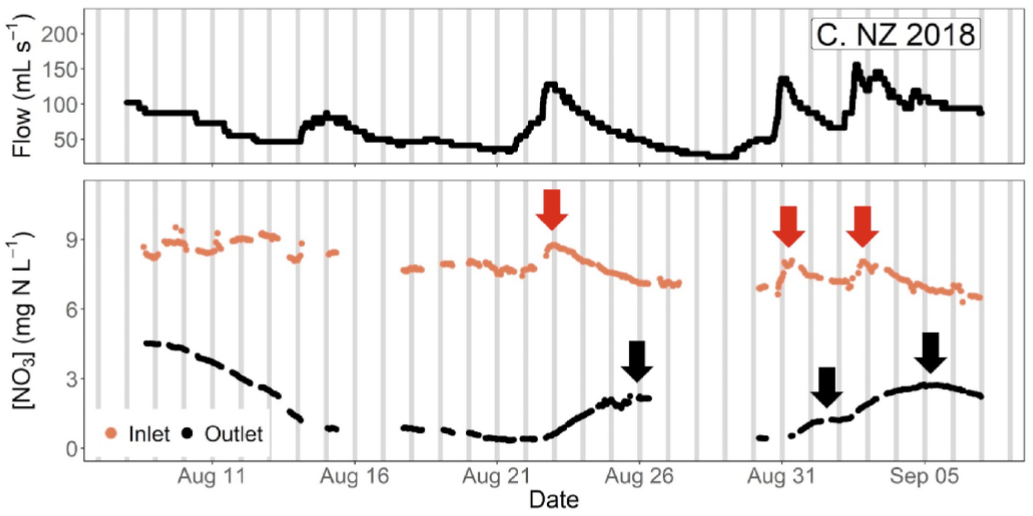 C. NZ 2018
Flow (mL s⁻¹)
200
150
100
50
[NO₃] (mg N L⁻¹)
9
6
3
0
Inlet
Outlet
Aug 11
Aug 16
Aug 21
Aug 26
Aug 31
Sep 05
Date